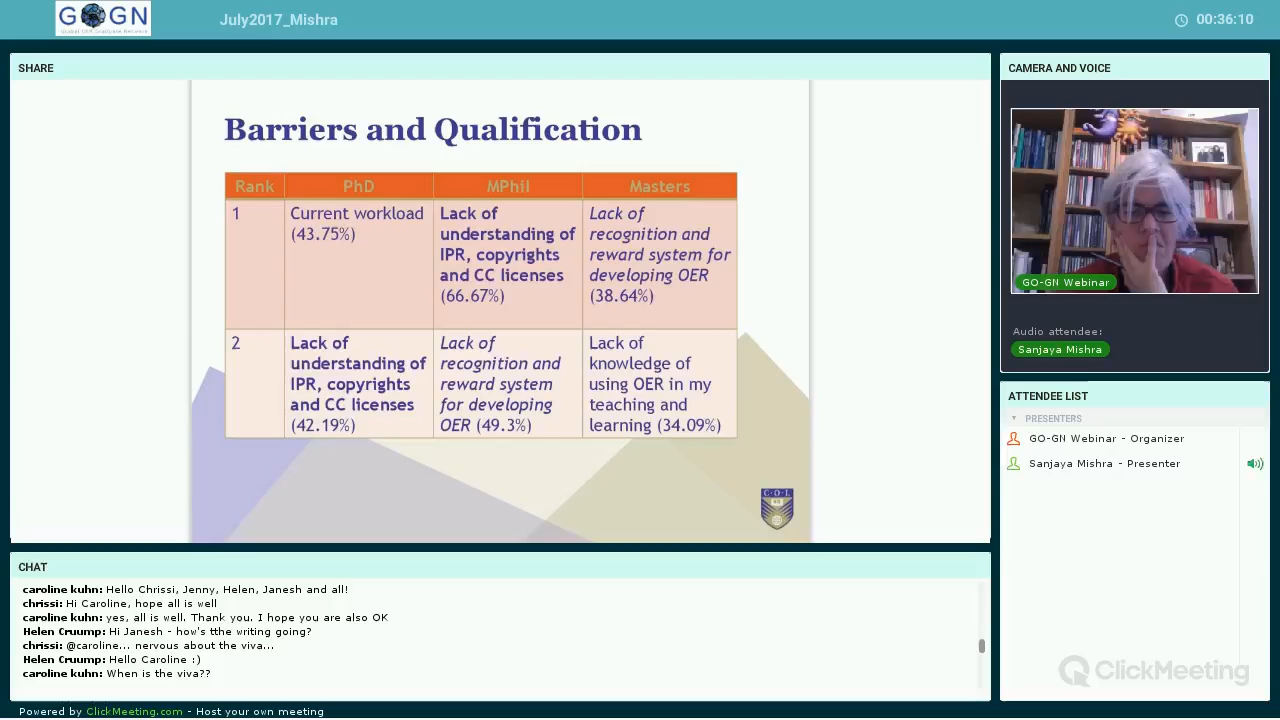 GOGN
Global OER Graduate Network
July2017_Mishra
00:36:10
SHARE
Barriers and Qualification
Rank PhD MPhil Masters
1
Current workload
(43.75%)
Lack of
understanding of
IPR, copyrights
and CC licenses
(66.67%)
Lack of
recognition and
reward system for
developing OER
(38.64%)
2
Lack of
understanding of
IPR, copyrights
and CC licenses
(42.19%)
Lack of
recognition and
reward system
for developing
OER (49.3%)
Lack of
knowledge of
using OER in my
teaching and
learning (34.09%)
C·O·L
CAMERA AND VOICE
GO-GN Webinar
Audio attendee:
Sanjaya Mishra
ATTENDEE LIST
PRESENTERS
GO-GN Webinar - Organizer
Sanjaya Mishra - Presenter
CHAT
caroline kuhn: Hello Chrissi, Jenny, Helen, Janesh and all!
chrissi: Hi Caroline, hope all is well
caroline kuhn: yes, all is well. Thank you. I hope you are also OK
Helen Cruump: Hi Janesh - how's tthe writing going?
chrissi: @caroline... nervous about the viva...
Helen Cruump: Hello Caroline :)
caroline kuhn: When is the viva??
ClickMeeting
Powered by ClickMeeting.com - Host your own meeting